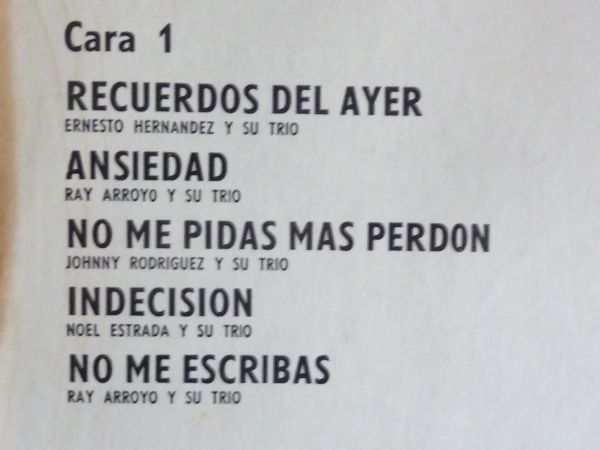 Cara 1
RECUERDOS DEL AYER
ERNESTO HERNANDEZ Y SU TRIO
ANSIEDAD
RAY ARROYO Y SU TRIO
NO ME PIDAS MAS PERDON
JOHNNY RODRIGUEZ Y SU TRIO
INDECISION
NOEL ESTRADA Y SU TRIO
NO ME ESCRIBAS
RAY ARROYO Y SU TRIO